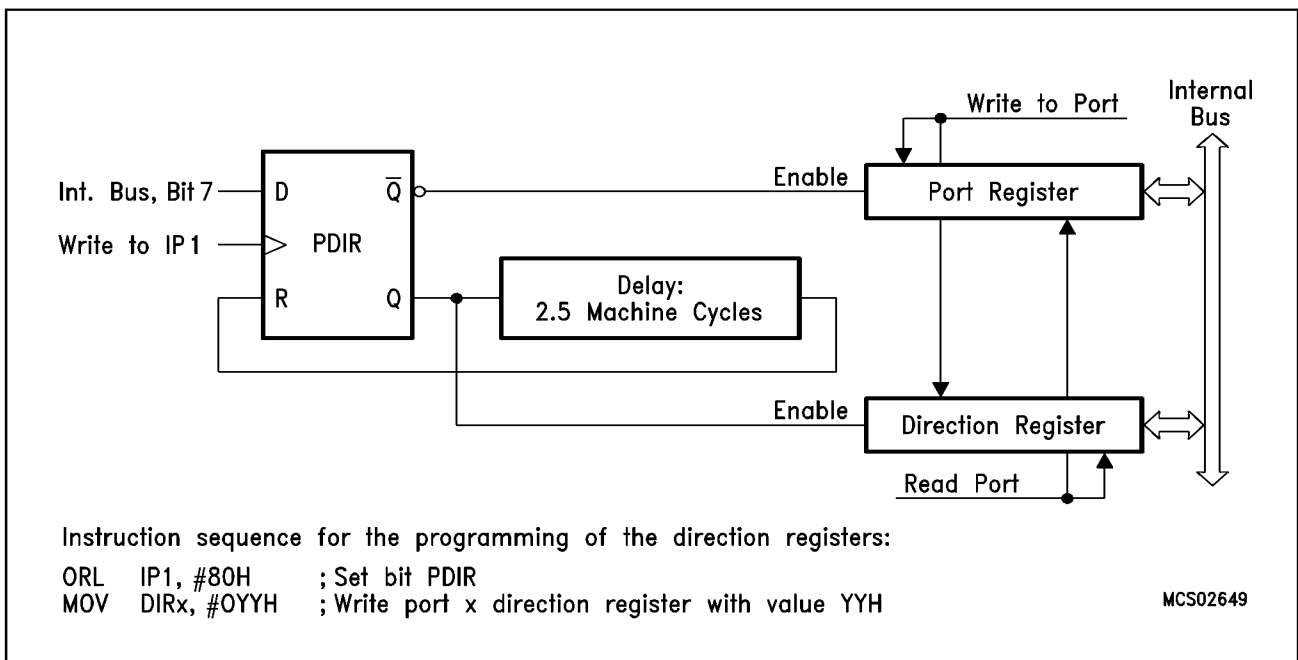 Write to Port
Internal
Bus
Int. Bus, Bit 7
D
Q
Enable
Port Register
Write to IP1
PDIR
R
Q
Delay:
2.5 Machine Cycles
Enable
Direction Register
Read Port
Instruction sequence for the programming of the direction registers:
ORL IP1, #80H ; Set bit PDIR
MOV DIRx, #0YYH ; Write port x direction register with value YYH
MCS02649